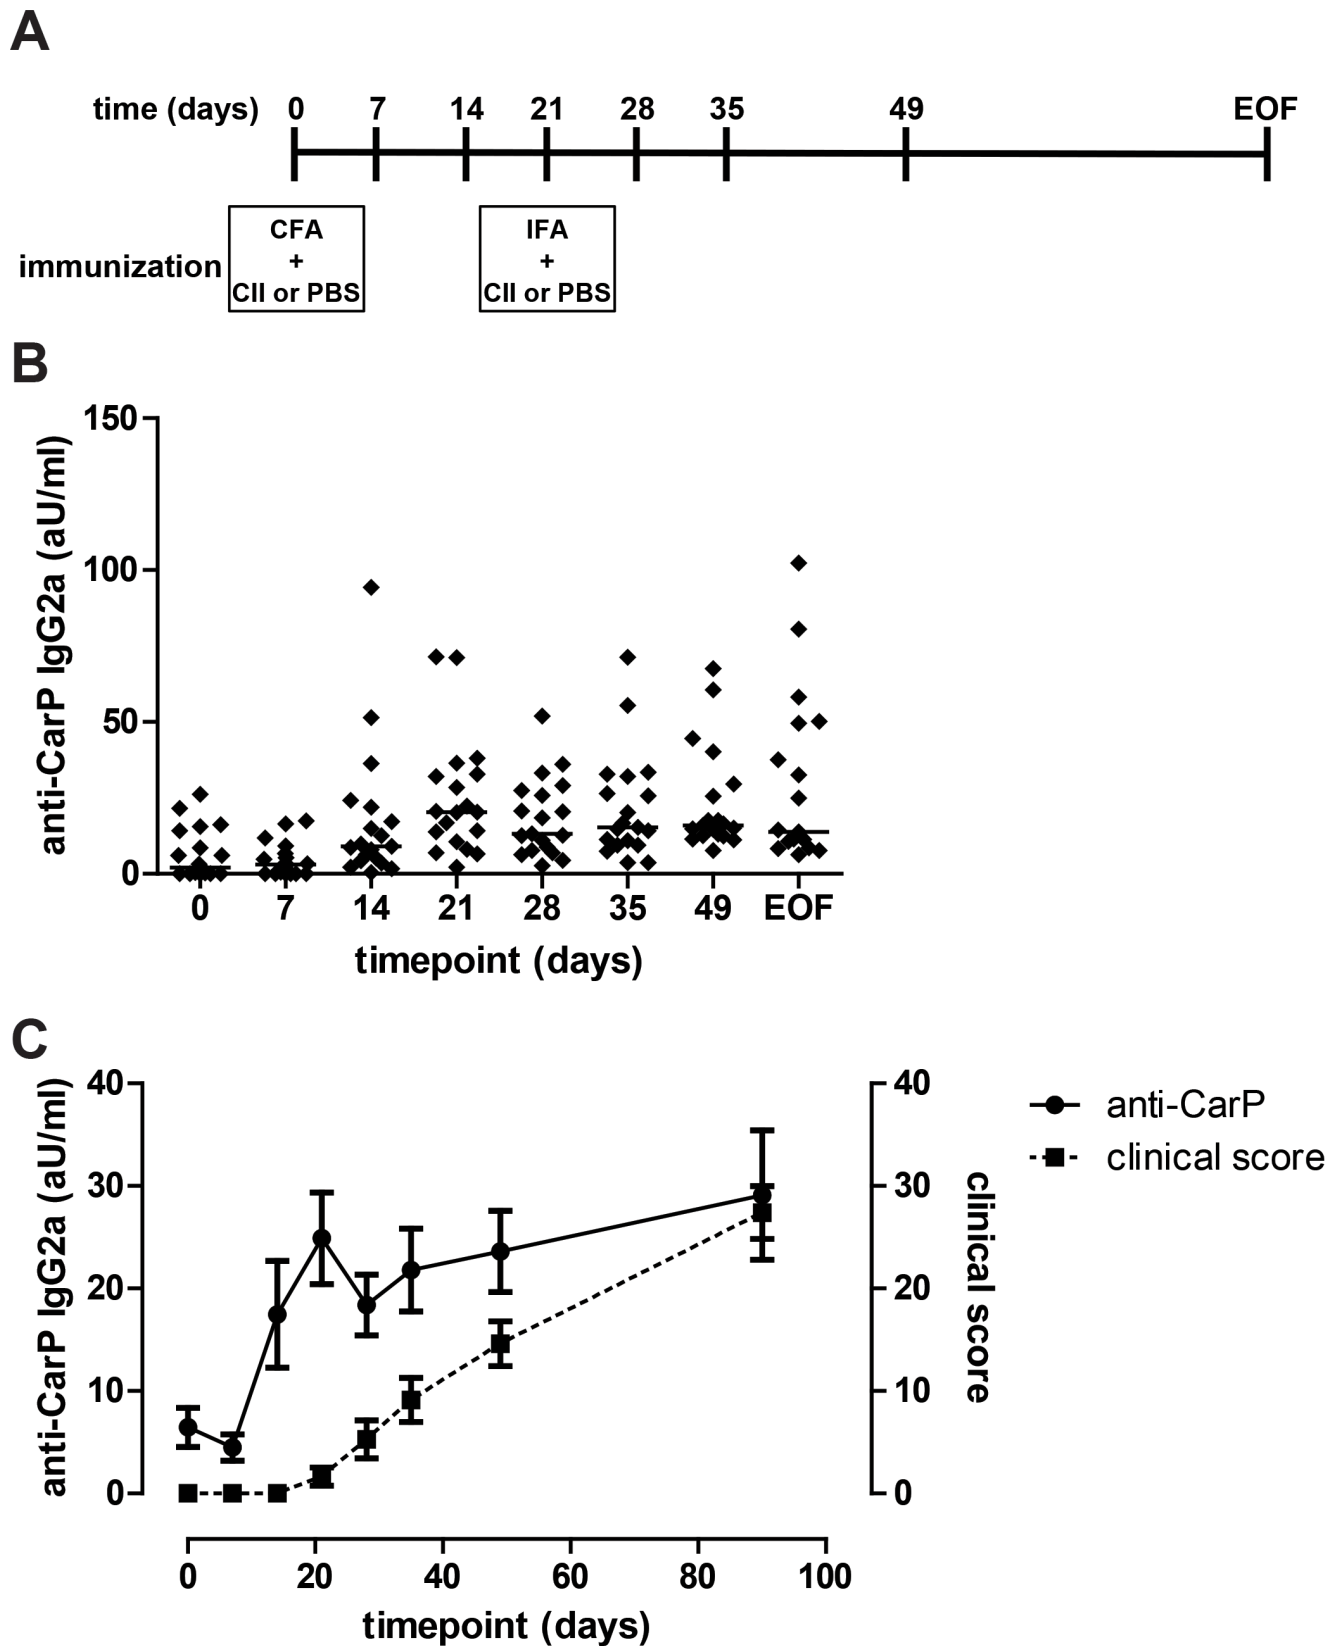 A
time (days) 0 7 14 21 28 35 49 EOF
immunization
CFA
+
CII or PBS
IFA
+
CII or PBS
B
anti-CarP IgG2a (aU/ml)
150
100
50
0
0 7 14 21 28 35 49 EOF
timepoint (days)
C
anti-CarP IgG2a (aU/ml)
40
30
20
10
0
40
30
20
10
0
clinical score
anti-CarP
clinical score
0 20 40 60 80 100
timepoint (days)